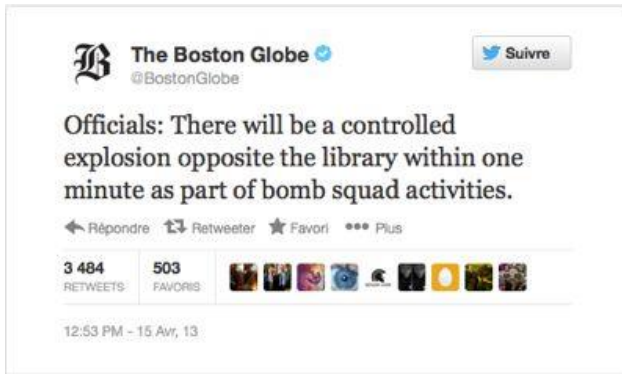 The Boston Globe
Suivre
@BostonGlobe
Officials: There will be a controlled
explosion opposite the library within one
minute as part of bomb squad activities.
Répondre Retweeter Favori Plus
3 484 503
RETWEETS FAVORIS
12:53 PM - 15 Avr, 13